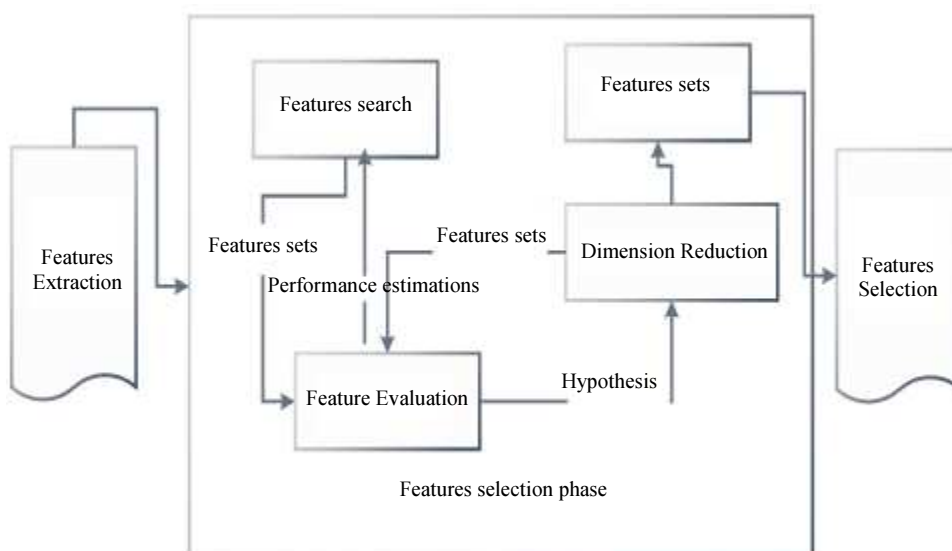 Features sets
Features search
Features sets
Features sets
Dimension Reduction
Features
Extraction
Features
Selection
Performance estimations
Hypothesis
Feature Evaluation
Features selection phase